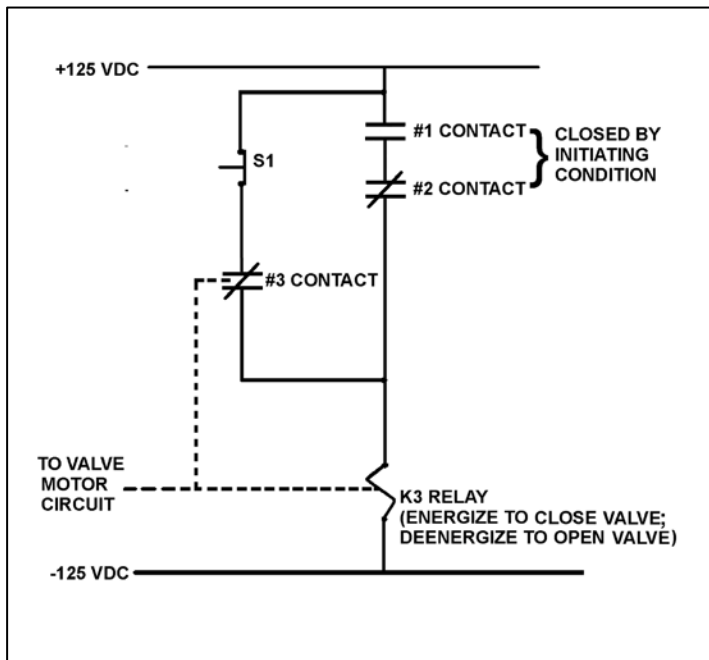 +125 VDC
#1 CONTACT
CLOSED BY
INITIATING
CONDITION
S1
#2 CONTACT
#3 CONTACT
TO VALVE
MOTOR
CIRCUIT
K3 RELAY
(ENERGIZE TO CLOSE VALVE;
DEENERGIZE TO OPEN VALVE)
-125 VDC